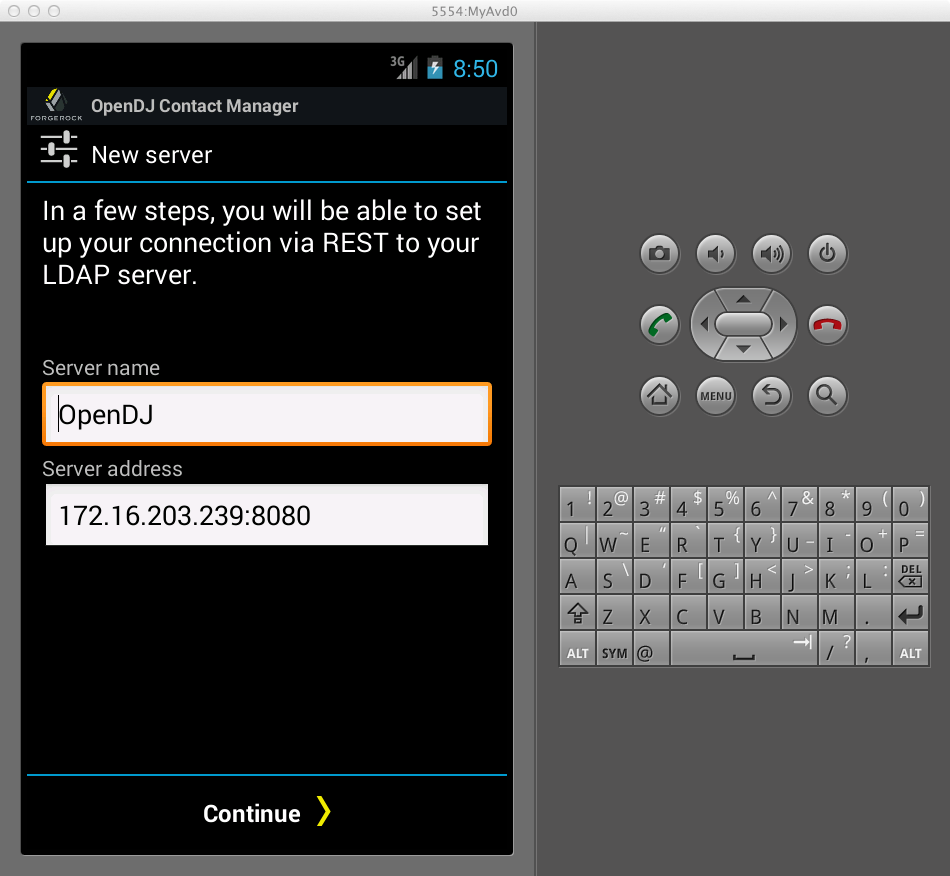 5554:MyAvd0
3G 8:50
FORGEROCK OpenDJ Contact Manager
New server
In a few steps, you will be able to set
up your connection via REST to your
LDAP server.
Server name
OpenDJ
Server address
172.16.203.239:8080
Continue
MENU
1 ! 2 @ 3 # 4 $ 5 % 6 ^ 7 & 8 * 9 ( 0 )
Q | W ~ E “ R ` T { Y } U _ I - O + P =
A S \ D ‘ F [ G ] H < J > K ; L : DEL
Z X C V B N M .
ALT SYM @ / ? , ALT